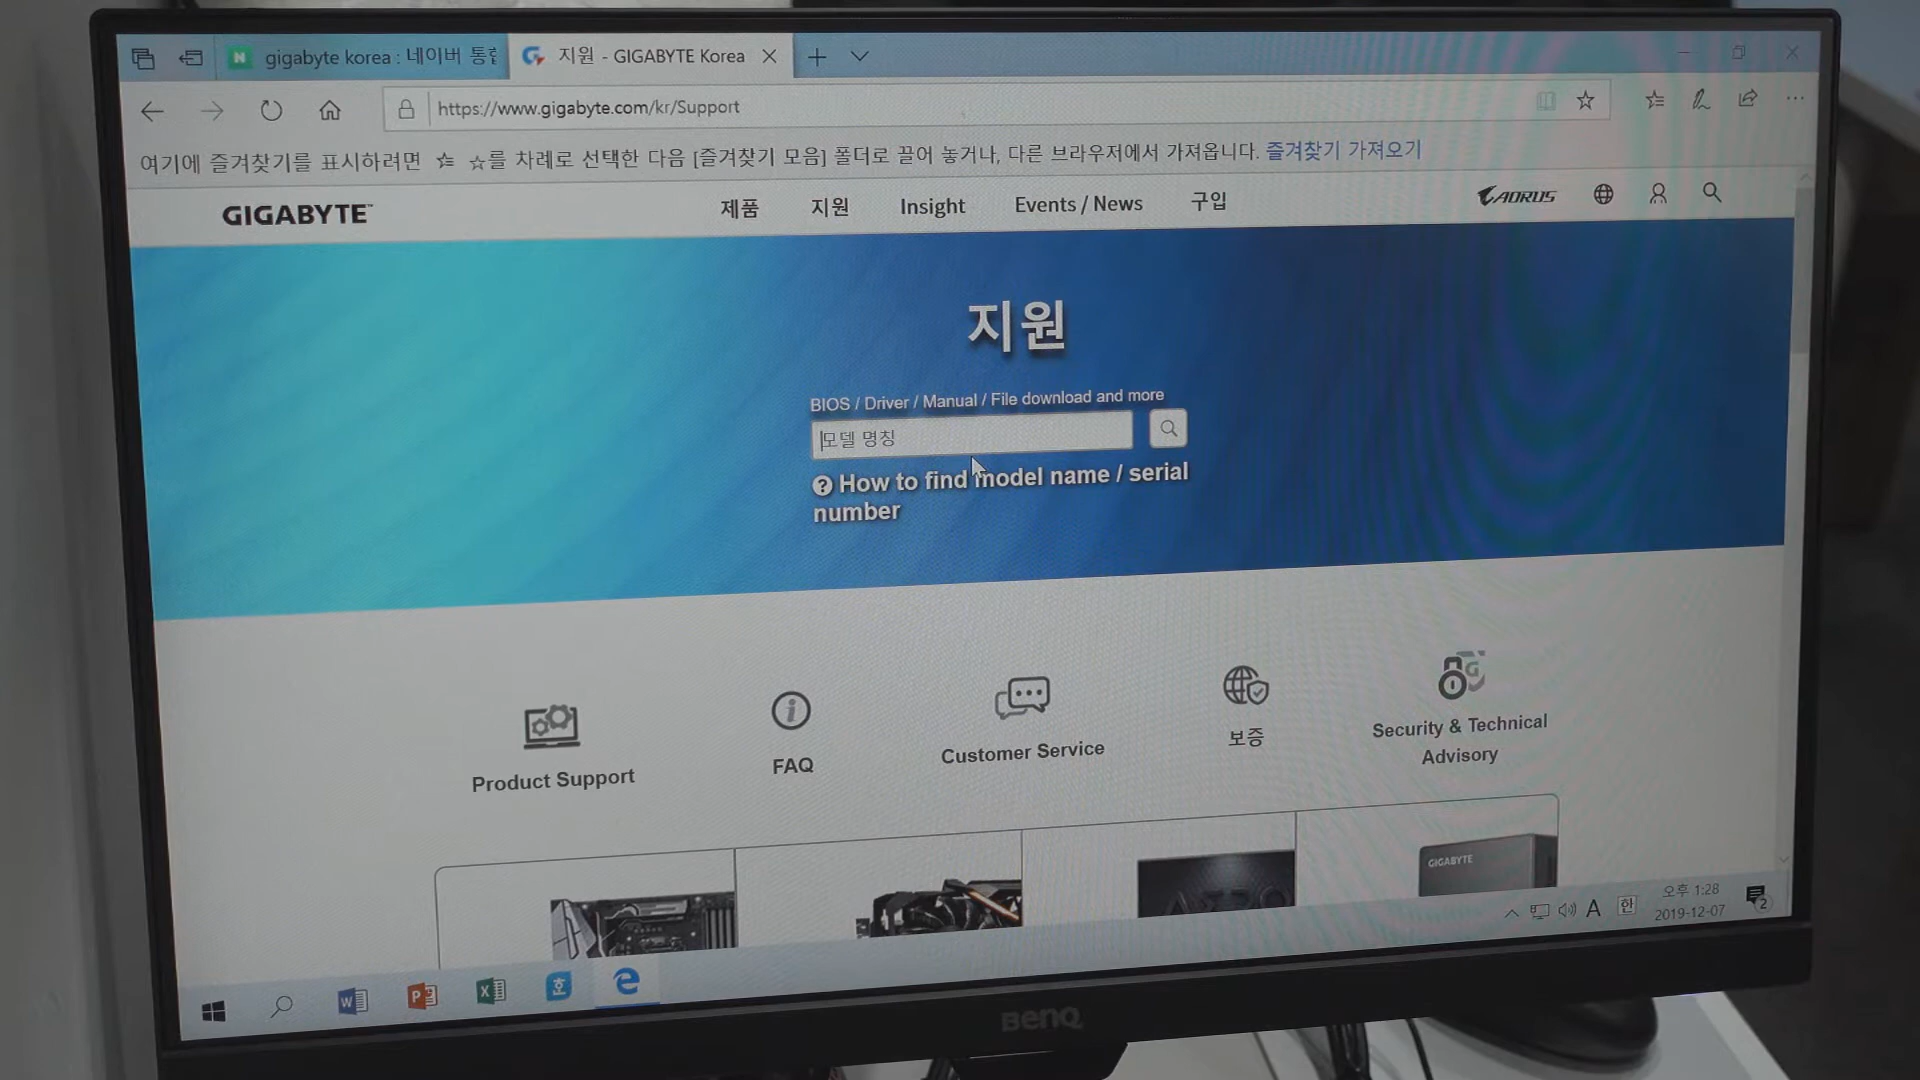 gigabyte korea : 네이버 통합
지원 - GIGABYTE Korea
https://www.gigabyte.com/kr/Support
여기에 즐겨찾기를 표시하려면 ☆를 차례로 선택한 다음 [즐겨찾기 모음] 폴더로 끌어 놓거나, 다른 브라우저에서 가져옵니다. 즐겨찾기 가져오기
GIGABYTE™ 제품 지원 Insight Events / News 구입 AORUS
지원
BIOS / Driver / Manual / File download and more
모델 명칭
How to find model name / serial
number
Product Support
FAQ
Customer Service
보증
Security & Technical
Advisory
GIGABYTE
A 한
오후 1:28
2019-12-07
2
BenQ